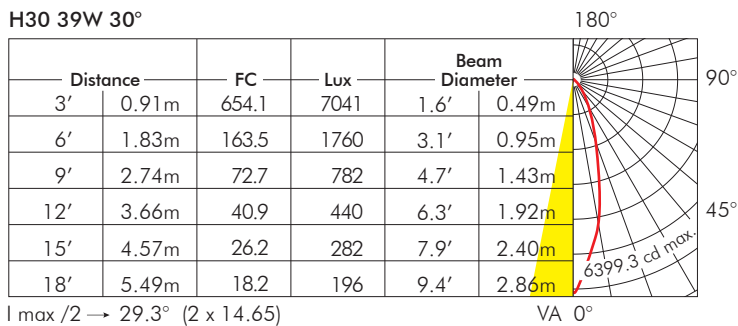 H30 39W 30° 180°
Distance FC Lux Beam Diameter
3′ 0.91m 654.1 7041 1.6′ 0.49m
6′ 1.83m 163.5 1760 3.1′ 0.95m
9′ 2.74m 72.7 782 4.7′ 1.43m
12′ 3.66m 40.9 440 6.3′ 1.92m
15′ 4.57m 26.2 282 7.9′ 2.40m
18′ 5.49m 18.2 196 9.4′ 2.86m
90°
45°
6399.3 cd max.
I max /2 → 29.3° (2 x 14.65) VA 0°